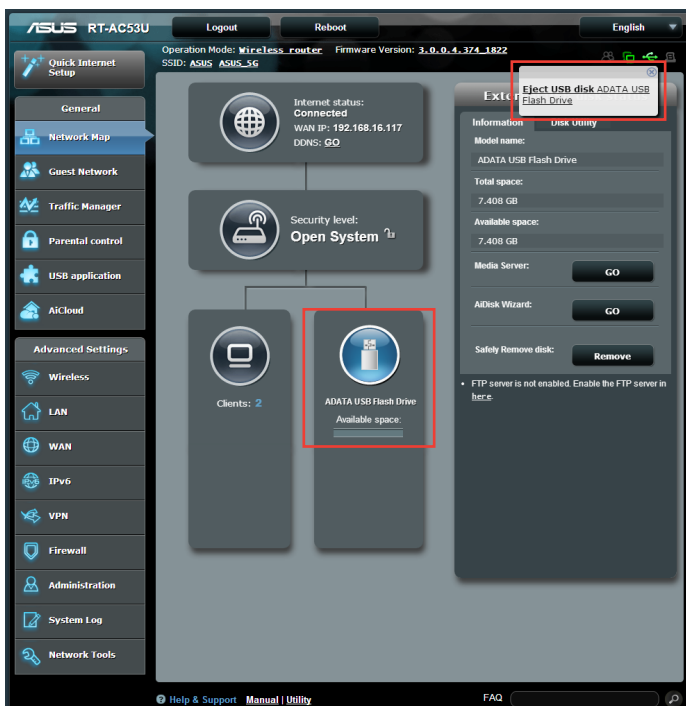 ASUS RT-AC53U
Logout
Reboot
English
Quick Internet
Setup
Operation Mode: Wireless router Firmware Version: 3.0.0.4.374_1822
SSID: ASUS ASUS_5G
Eject USB disk ADATA USB
Flash Drive
General
Network Map
Guest Network
Traffic Manager
Parental control
USB application
AiCloud
Advanced Settings
Wireless
LAN
WAN
IPv6
VPN
Firewall
Administration
System Log
Network Tools
Internet status:
Connected
WAN IP: 192.168.16.117
DDNS: GO
Security level:
Open System
Clients: 2
ADATA USB Flash Drive
Available space:
Information
Disk Utility
Model name:
ADATA USB Flash Drive
Total space:
7.408 GB
Available space:
7.408 GB
Media Server:
GO
AiDisk Wizard:
GO
Safely Remove disk:
Remove
• FTP server is not enabled. Enable the FTP server in
here.
Help & Support Manual | Utility
FAQ